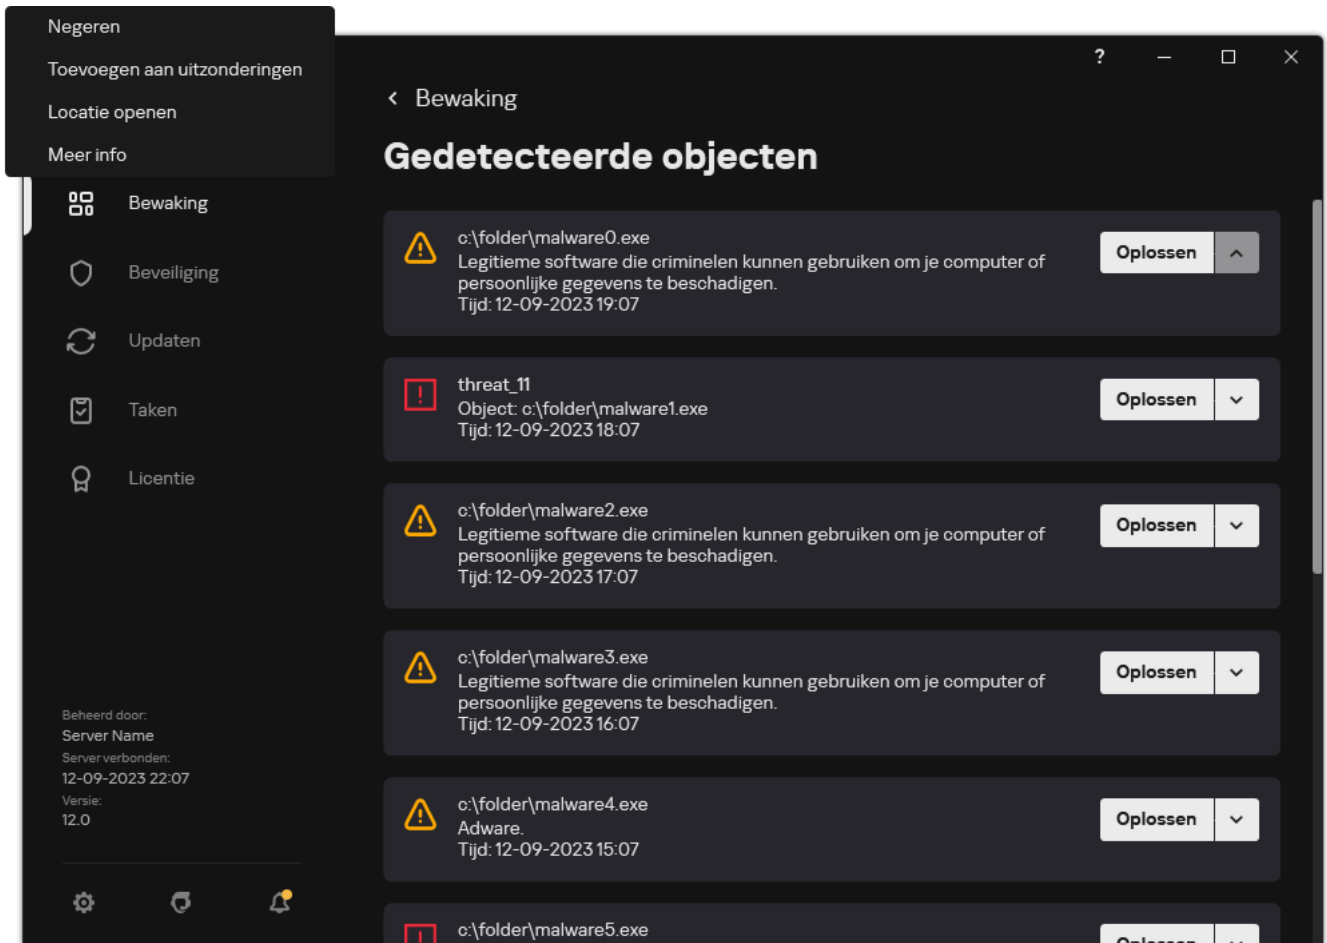 Negeren
Toevoegen aan uitzonderingen
Locatie openen
Meer info
?
Bewaking
Gedetecteerde objecten
Bewaking
Beveiliging
Updaten
Taken
Licentie
Beheerd door:
Server Name
Server verbonden:
12-09-2023 22:07
Versie:
12.0
c:\folder\malware0.exe
Legitieme software die criminelen kunnen gebruiken om je computer of
persoonlijke gegevens te beschadigen.
Tijd: 12-09-2023 19:07
Oplossen
threat_11
Object: c:\folder\malware1.exe
Tijd: 12-09-2023 18:07
Oplossen
c:\folder\malware2.exe
Legitieme software die criminelen kunnen gebruiken om je computer of
persoonlijke gegevens te beschadigen.
Tijd: 12-09-2023 17:07
Oplossen
c:\folder\malware3.exe
Legitieme software die criminelen kunnen gebruiken om je computer of
persoonlijke gegevens te beschadigen.
Tijd: 12-09-2023 16:07
Oplossen
c:\folder\malware4.exe
Adware.
Tijd: 12-09-2023 15:07
Oplossen
c:\folder\malware5.exe
Oplossen